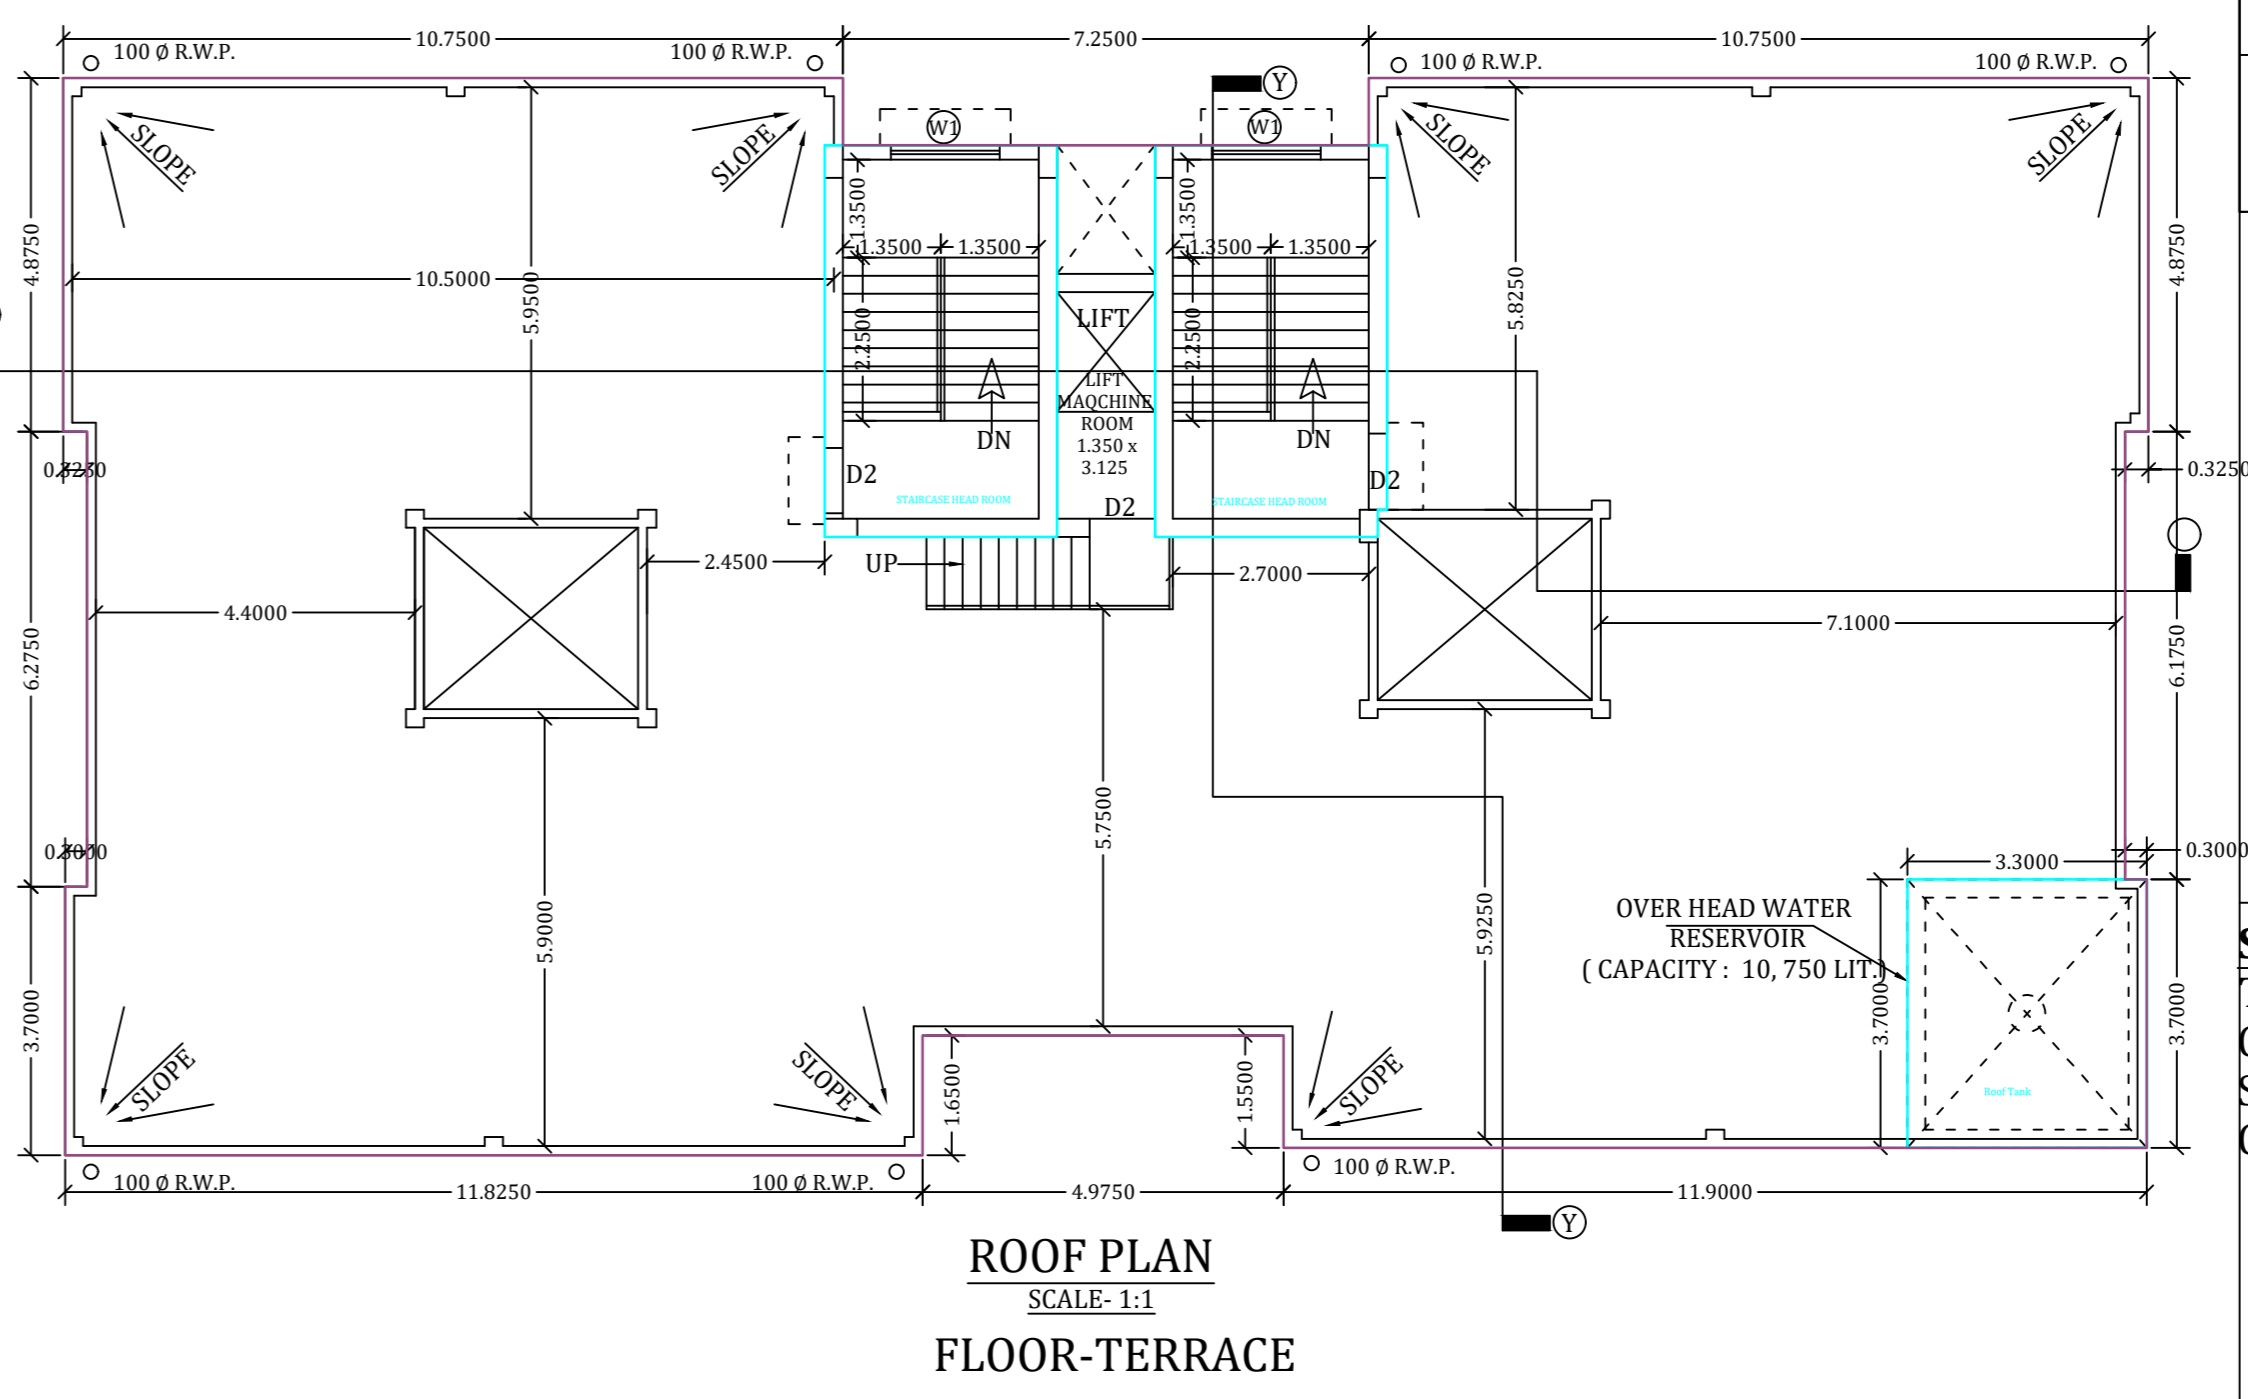 10.7500
7.2500
10.7500
100 Ø R.W.P.
100 Ø R.W.P.
100 Ø R.W.P.
100 Ø R.W.P.
Y
W1
W1
SLOPE
SLOPE
SLOPE
SLOPE
4.8750
10.5000
5.9500
1.3500
1.3500
1.3500
2.2500
1.3500
1.3500
1.3500
2.2500
5.8250
4.8750
LIFT
LIFT
MAQCHINE
ROOM
1.350 x
3.125
DN
DN
D2
D2
D2
STAIRCASE HEAD ROOM
STAIRCASE HEAD ROOM
0.3250
0.3250
UP
2.4500
2.7000
4.4000
7.1000
6.2750
6.1750
5.7500
0.3000
0.3000
3.3000
5.9000
5.9250
OVER HEAD WATER
RESERVOIR
( CAPACITY : 10, 750 LIT.)
3.7000
3.7000
3.7000
Roof Tank
SLOPE
SLOPE
SLOPE
1.6500
1.5500
100 Ø R.W.P.
100 Ø R.W.P.
100 Ø R.W.P.
11.8250
4.9750
11.9000
Y
ROOF PLAN
SCALE- 1:1
FLOOR-TERRACE